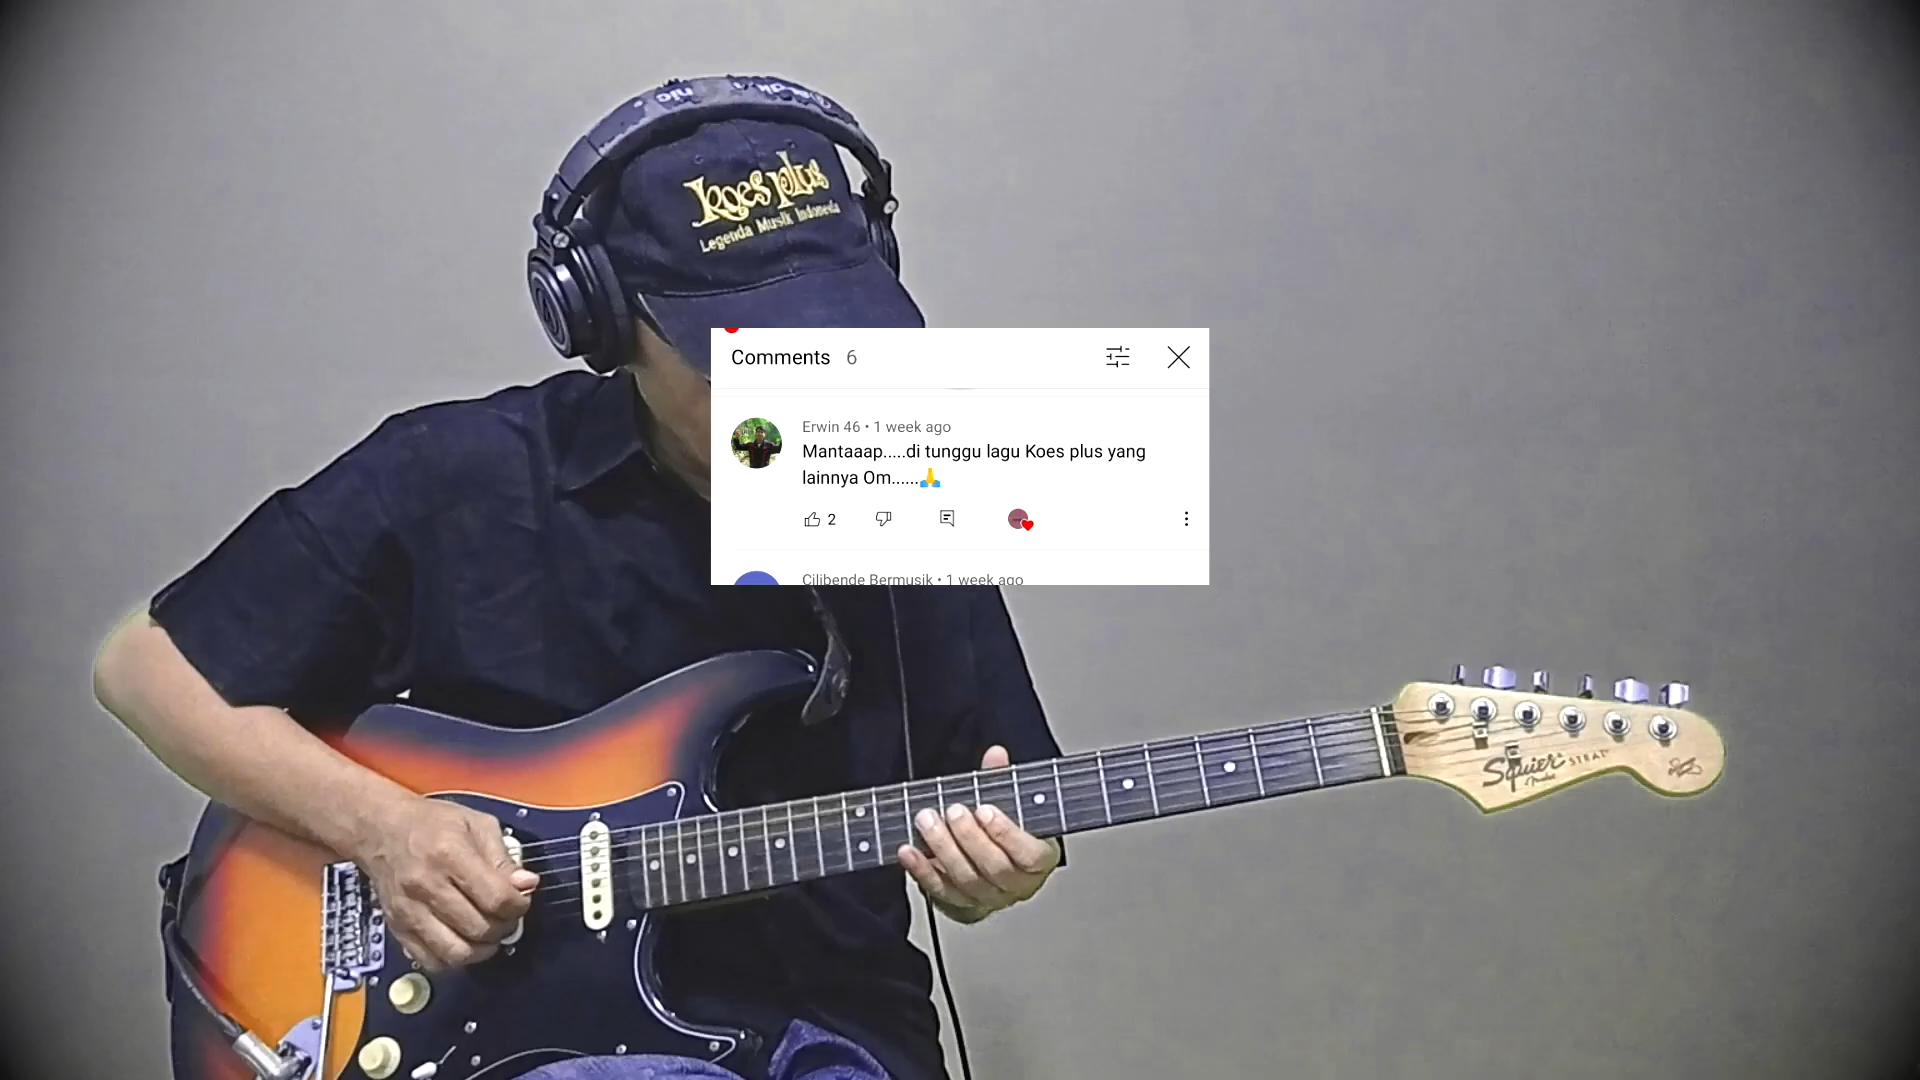 Koes plus
Legenda Musik Indonesia
Comments 6
Erwin 46 • 1 week ago
Mantaaap.....di tunggu lagu Koes plus yang
lainnya Om......🙏
2
Cilibende Bermusik • 1 week ago
Squier STRAT
Fender